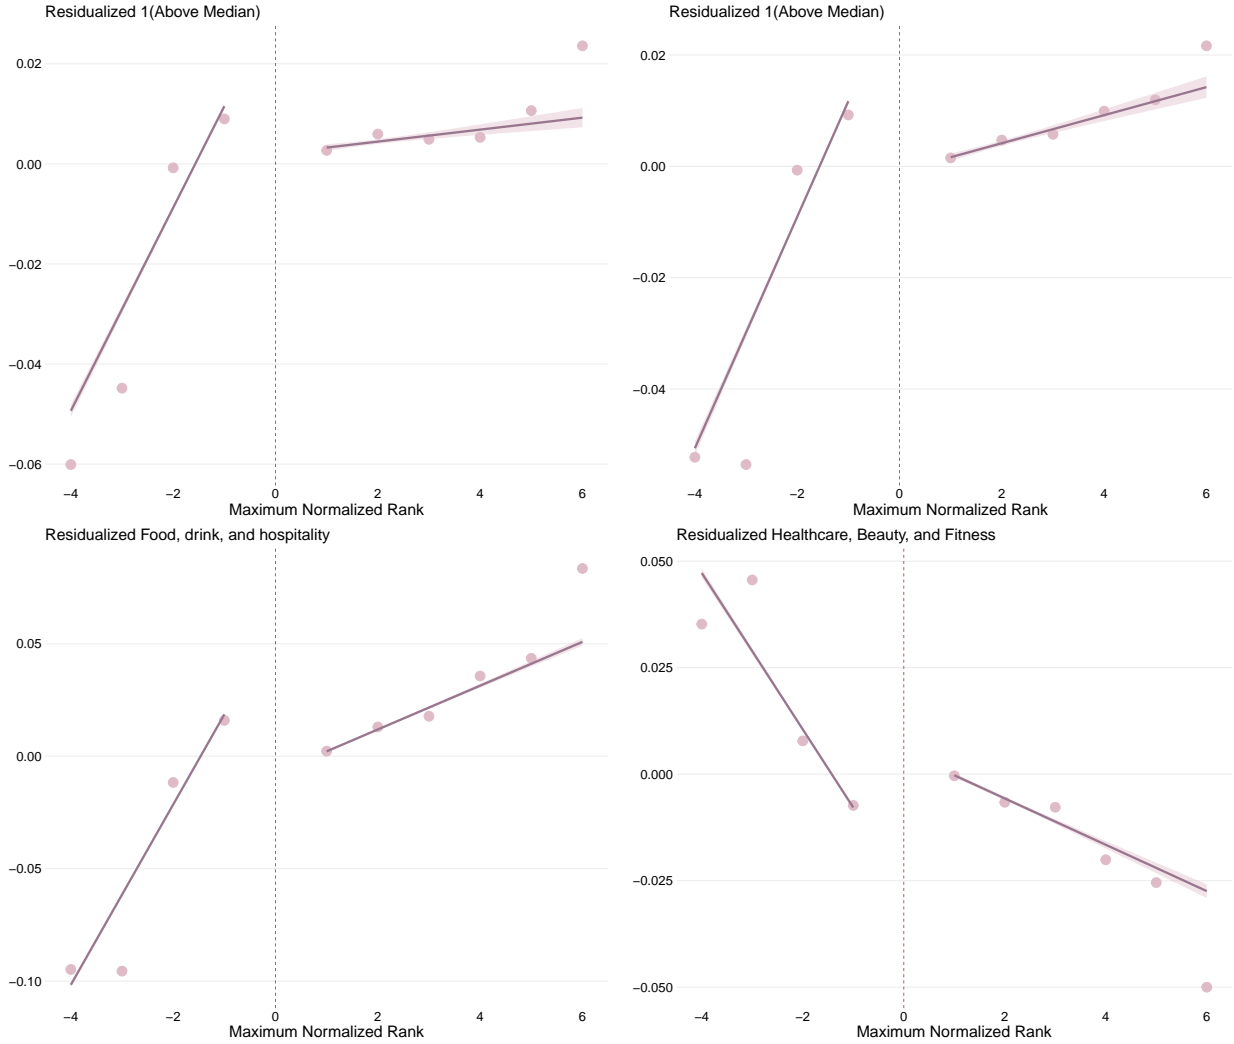 Residualized 1(Above Median)
0.02
0.00
−0.02
−0.04
−0.06
−4 −2 0 2 4 6
Maximum Normalized Rank
Residualized 1(Above Median)
0.02
0.00
−0.02
−0.04
−4 −2 0 2 4 6
Maximum Normalized Rank
Residualized Food, drink, and hospitality
0.05
0.00
−0.05
−0.10
−4 −2 0 2 4 6
Maximum Normalized Rank
Residualized Healthcare, Beauty, and Fitness
0.050
0.025
0.000
−0.025
−0.050
−4 −2 0 2 4 6
Maximum Normalized Rank